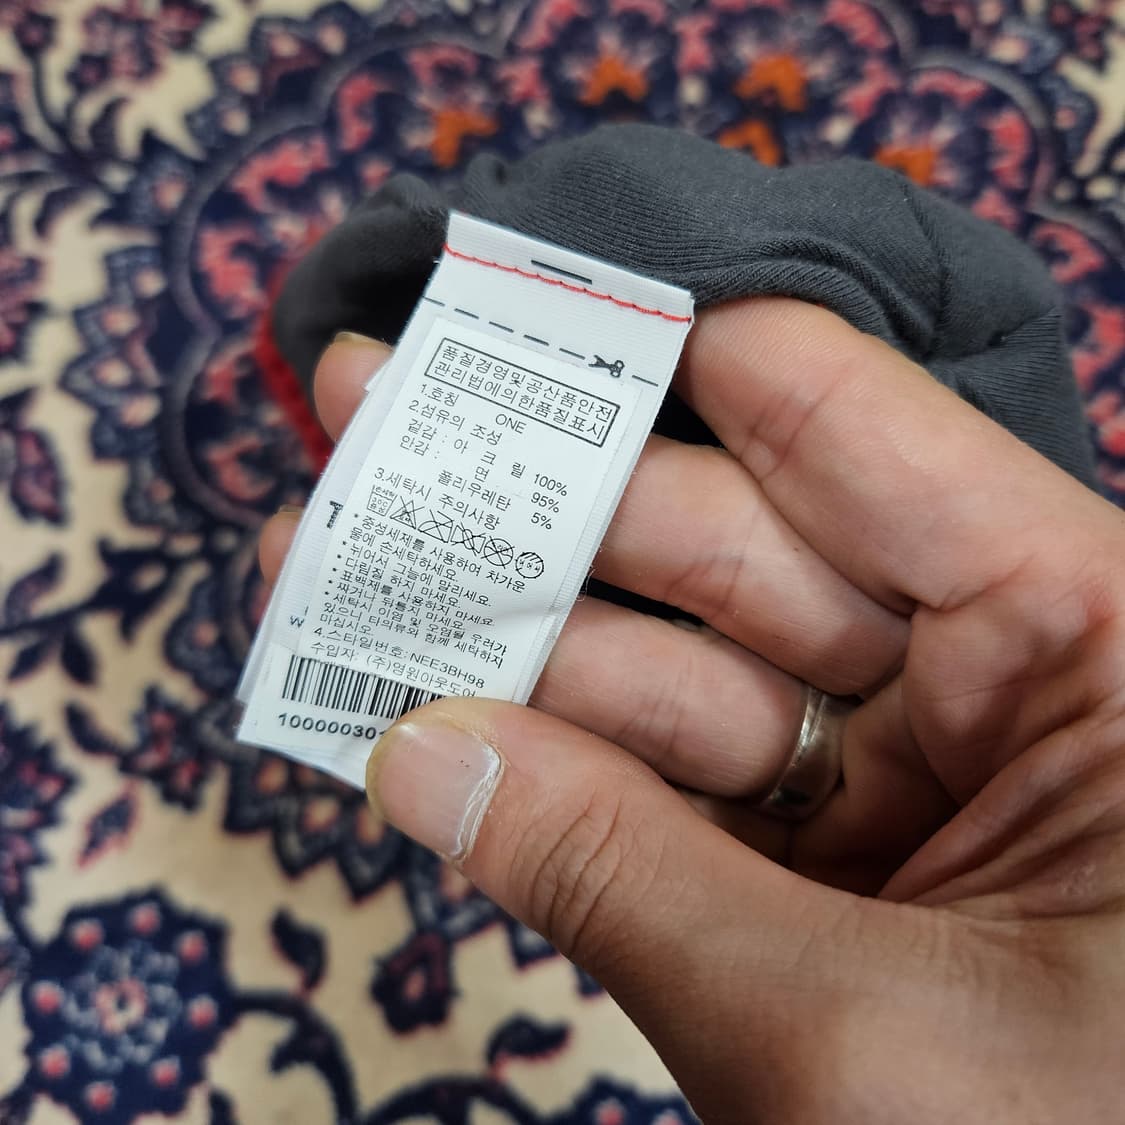 품질경영및공산품안전
관리법에의한품질표시
1.호칭 ONE
2.섬유의 조성
겉감 : 아 크 릴 100%
안감 : 면 95%
폴리우레탄 5%
3.세탁시 주의사항
* 중성세제를 사용하여 차가운
물에 손세탁하세요.
* 뉘어서 그늘에 말리세요.
* 다림질 하지 마세요.
* 표백제를 사용하지 마세요.
* 짜거나 뒤틀지 마세요
* 세탁시 이염 및 오염될 우려가
있으니 타의류와 함께 세탁하지
마십시오.
4.스타일번호: NEE3BH98
수입자: (주)영원아웃도어
10000030